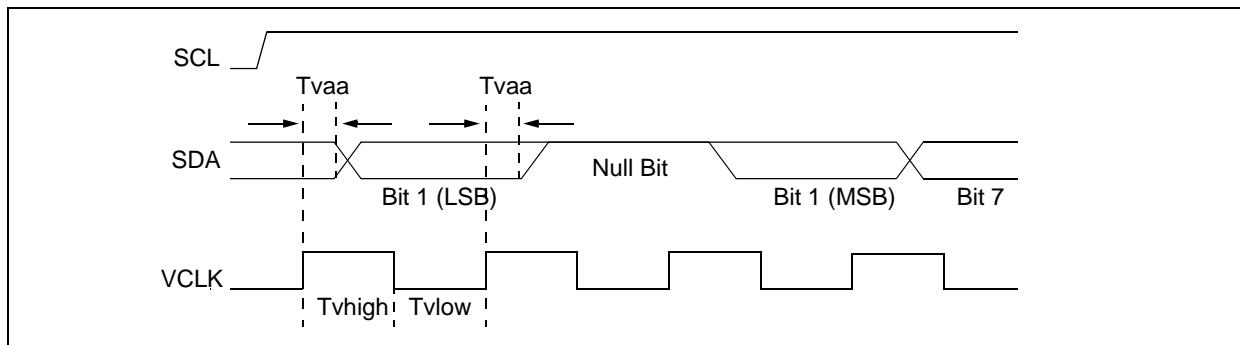 SCL
Tvaa Tvaa
SDA
Null Bit
Bit 1 (LSB) Bit 1 (MSB) Bit 7
VCLK
Tvhigh Tvlow